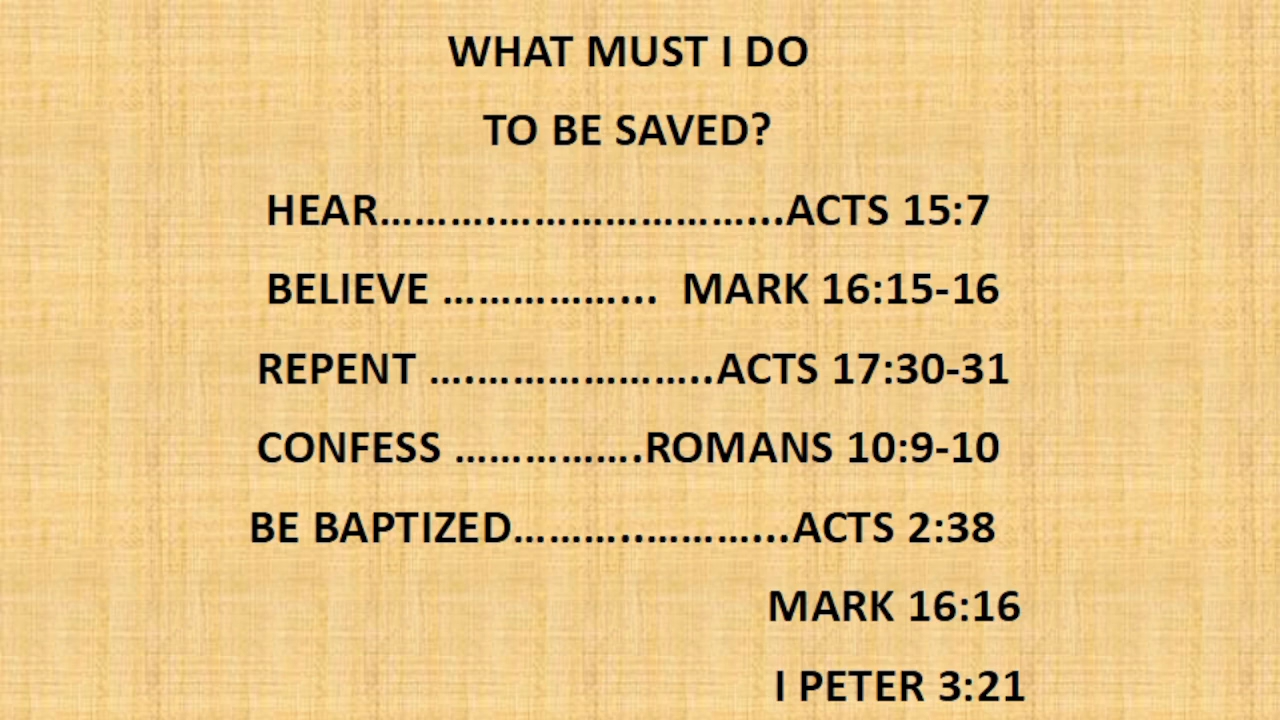 WHAT MUST I DO
TO BE SAVED?
HEAR……….…………………...ACTS 15:7
BELIEVE ……………... MARK 16:15-16
REPENT ….………………..ACTS 17:30-31
CONFESS …………….ROMANS 10:9-10
BE BAPTIZED………..………...ACTS 2:38
MARK 16:16
I PETER 3:21